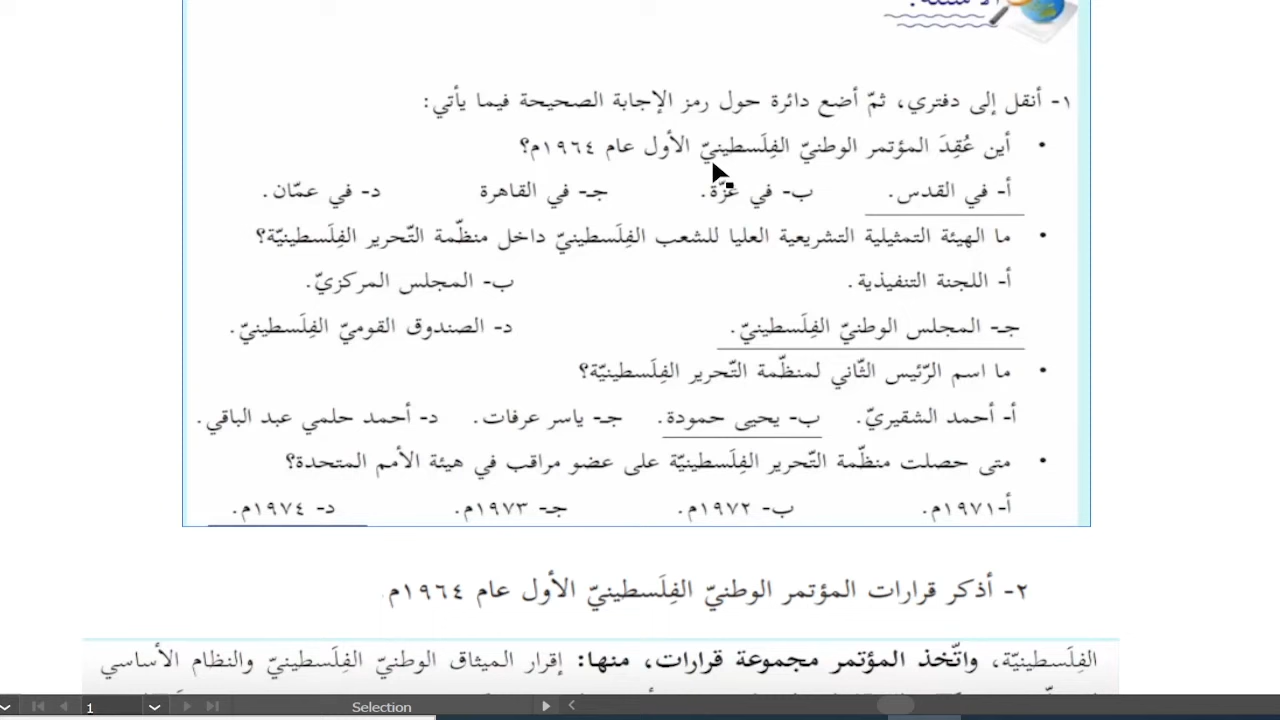 ١- أنقل إلى دفتري، ثمّ أضع دائرة حول رمز الإجابة الصحيحة فيما يأتي:
• أين عُقِدَ المؤتمر الوطنيّ الفِلَسطينيّ الأول عام ١٩٦٤م؟
أ- في القدس. ب- في غزّة. جـ- في القاهرة د- في عمّان.
• ما الهيئة التمثيلية التشريعية العليا للشعب الفِلَسطينيّ داخل منظّمة التّحرير الفِلَسطينيّة؟
أ- اللجنة التنفيذية. ب- المجلس المركزيّ.
جـ- المجلس الوطنيّ الفِلَسطينيّ. د- الصندوق القوميّ الفِلَسطينيّ.
• ما اسم الرّئيس الثّاني لمنظّمة التّحرير الفِلَسطينيّة؟
أ- أحمد الشقيريّ. ب- يحيى حمودة. جـ- ياسر عرفات. د- أحمد حلمي عبد الباقي.
• متى حصلت منظّمة التّحرير الفِلَسطينيّة على عضو مراقب في هيئة الأمم المتحدة؟
أ-١٩٧١م. ب- ١٩٧٢م. جـ- ١٩٧٣م. د- ١٩٧٤م.
٢- أذكر قرارات المؤتمر الوطنيّ الفِلَسطينيّ الأول عام ١٩٦٤م
الفِلَسطينيّة، واتّخذ المؤتمر مجموعة قرارات، منها: إقرار الميثاق الوطنيّ الفِلَسطينيّ والنظام الأساسي
1 Selection